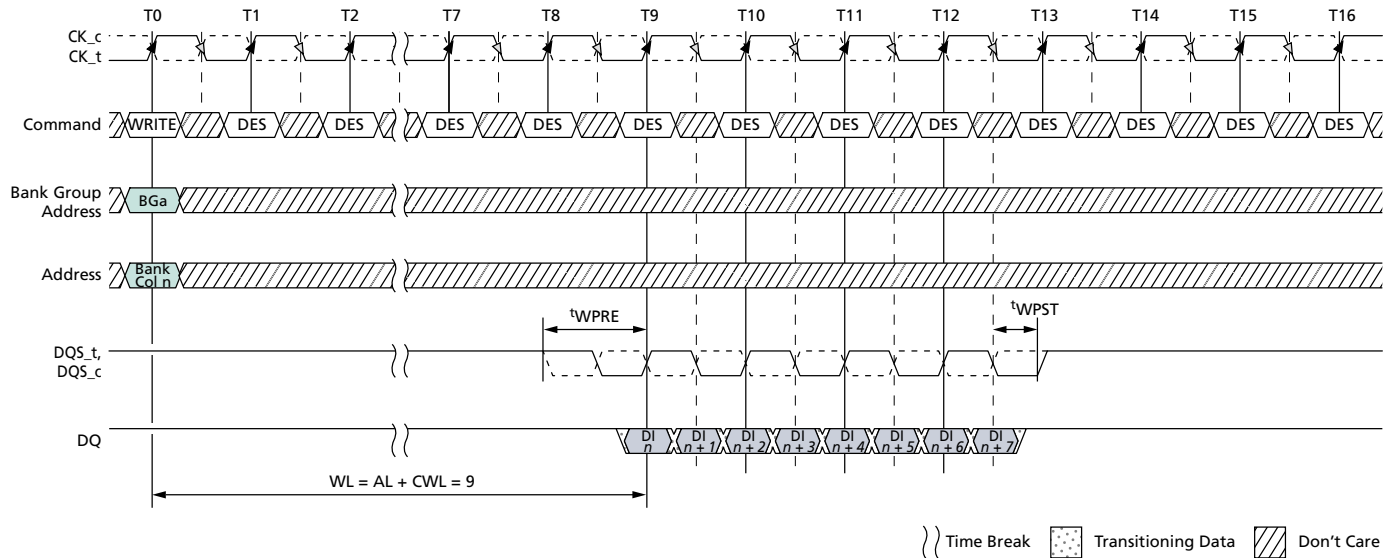 T0 T1 T2 T7 T8 T9 T10 T11 T12 T13 T14 T15 T16
CK_c
CK_t
Command WRITE DES DES DES DES DES DES DES DES DES DES DES DES
Bank Group
Address
BGa
Address
Bank
Col n
tWPRE
tWPST
DQS_t,
DQS_c
DQ
DI
n
DI
n + 1
DI
n + 2
DI
n + 3
DI
n + 4
DI
n + 5
DI
n + 6
DI
n + 7
WL = AL + CWL = 9
Time Break Transitioning Data Don't Care